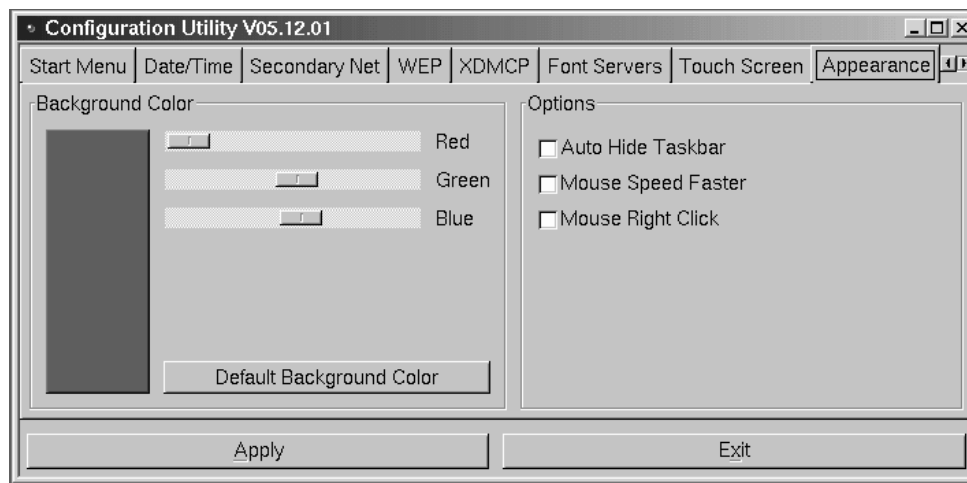 Configuration Utility V05.12.01
Start Menu Date/Time Secondary Net WEP XDMCP Font Servers Touch Screen Appearance
Background Color
Red
Green
Blue
Default Background Color
Options
Auto Hide Taskbar
Mouse Speed Faster
Mouse Right Click
Apply Exit